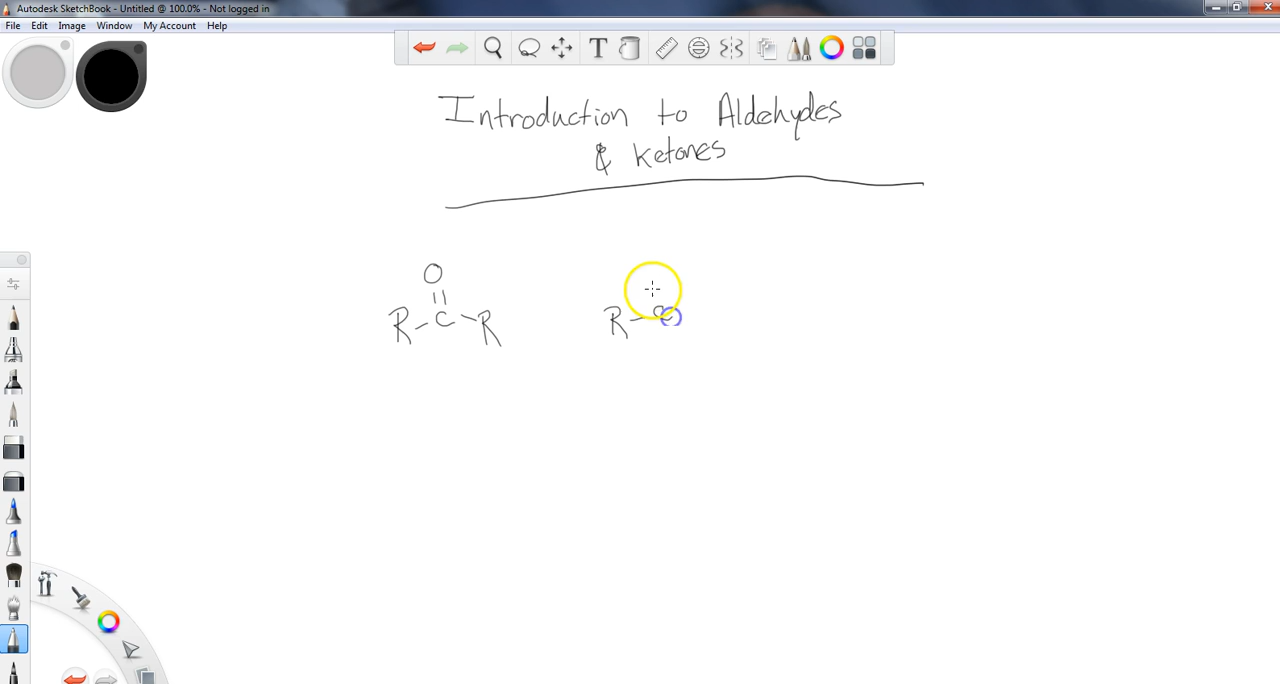 Autodesk SketchBook - Untitled @ 100.0% - Not logged in
File Edit Image Window My Account Help
T
Introduction to Aldehydes
& ketones
O
R C R
R C